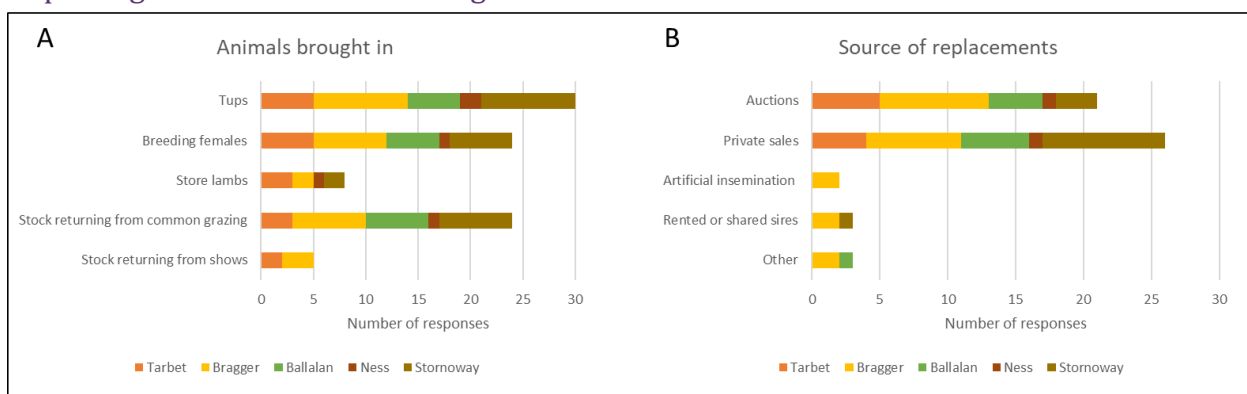 A
Animals brought in
Tups
Breeding females
Store lambs
Stock returning from common grazing
Stock returning from shows
0 5 10 15 20 25 30
Number of responses
Tarbet Bragger Ballalan Ness Stornoway
B
Source of replacements
Auctions
Private sales
Artificial insemination
Rented or shared sires
Other
0 5 10 15 20 25 30
Number of responses
Tarbet Bragger Ballalan Ness Stornoway